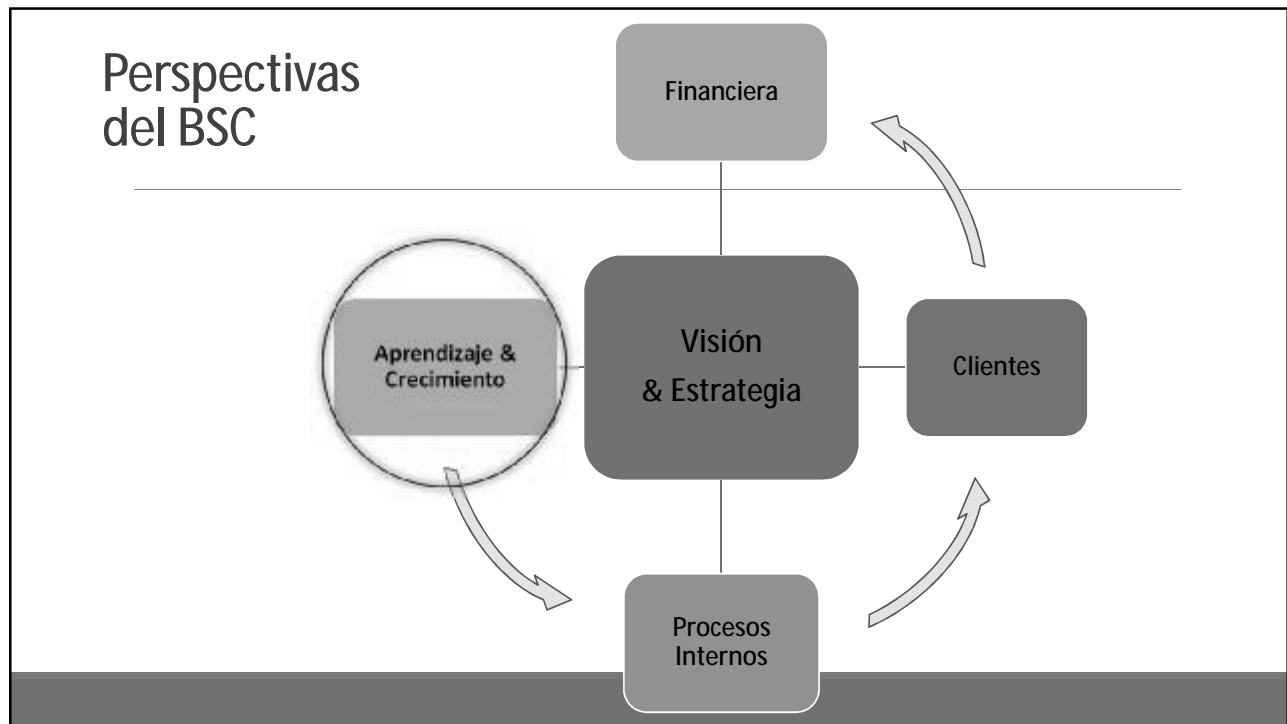 Perspectivas
del BSC
Financiera
Aprendizaje &
Crecimiento
Visión
& Estrategia
Clientes
Procesos
Internos